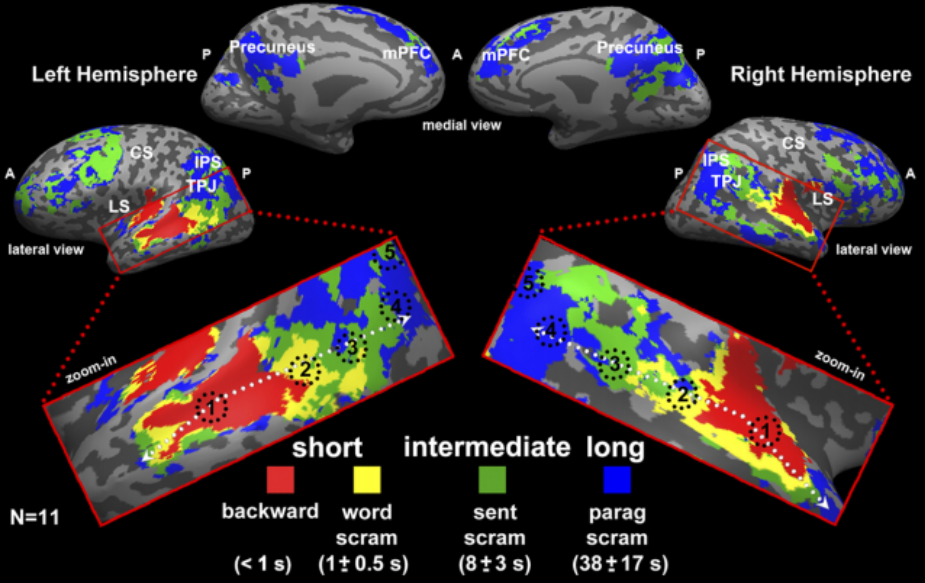 Precuneus
mPFC
P
A
mPFC
Precuneus
P
Left Hemisphere
Right Hemisphere
medial view
CS
IPS
TPJ
LS
A
P
lateral view
CS
IPS
TPJ
LS
P
A
lateral view
zoom-in
1
2
3
4
5
zoom-in
5
4
3
2
1
short intermediate long
backward word scram sent scram parag scram
(< 1 s) (1± 0.5 s) (8± 3 s) (38± 17 s)
N=11